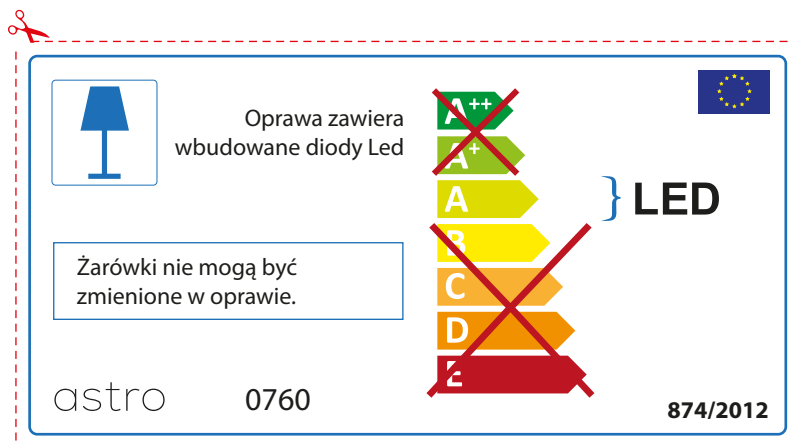 Oprawa zawiera
wbudowane diody Led
A++
A+
A
LED
B
Żarówki nie mogą być
zmienione w oprawie.
C
D
E
astro 0760
874/2012